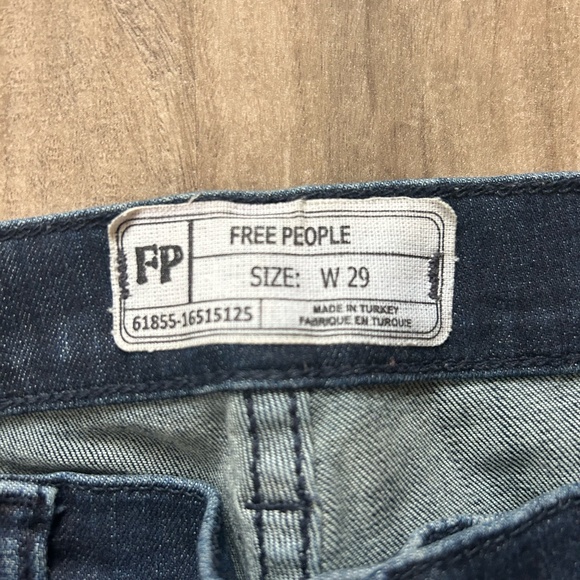 FP
FREE PEOPLE
SIZE: W 29
61855-16515125
MADE IN TURKEY
FABRIQUE EN TURQUIE